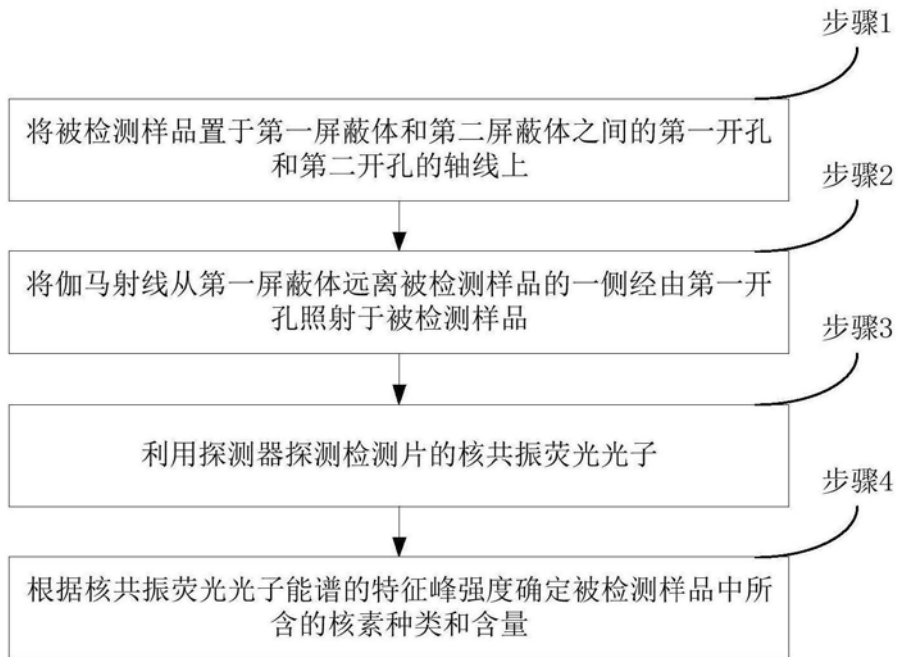 步骤1
将被检测样品置于第一屏蔽体和第二屏蔽体之间的第一开孔
和第二开孔的轴线上
步骤2
将伽马射线从第一屏蔽体远离被检测样品的一侧经由第一开
孔照射于被检测样品
步骤3
利用探测器探测检测片的核共振荧光光子
步骤4
根据核共振荧光光子能谱的特征峰强度确定被检测样品中所
含的核素种类和含量